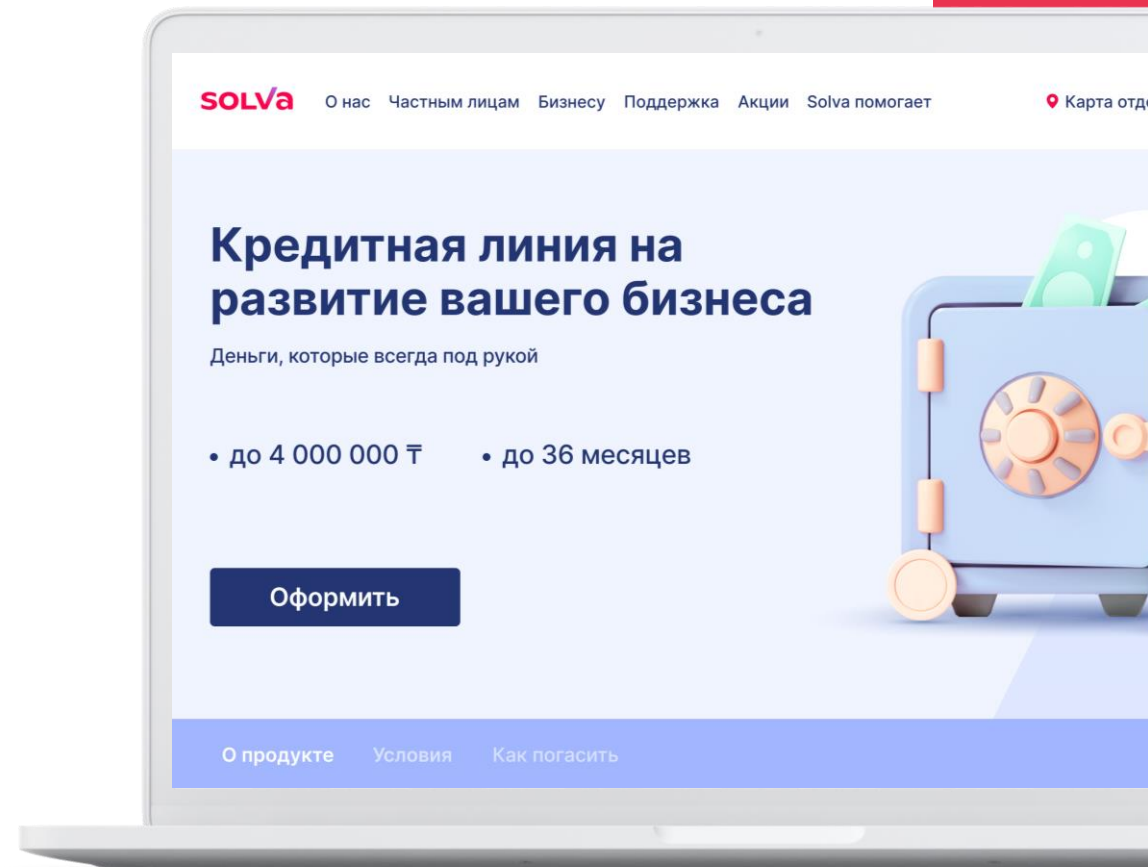 solva О нас Частным лицам Бизнесу Поддержка Акции Solva помогает Карта
Кредитная линия на
развитие вашего бизнеса
Деньги, которые всегда под рукой
• до 4 000 000 ₸ • до 36 месяцев
Оформить
О продукте Условия Как погасить